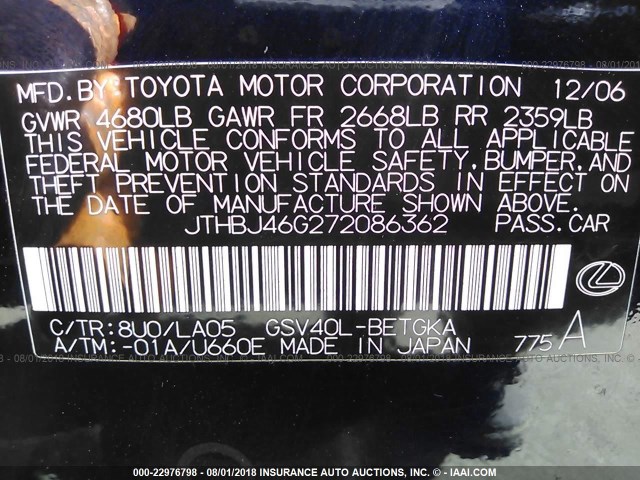 MFD. BY TOYOTA MOTOR CORPORATION 12/06
GVWR 4680LB GAWR FR 2668LB RR 2359LB
THIS VEHICLE CONFORMS TO ALL APPLICABLE
FEDERAL MOTOR VEHICLE SAFETY, BUMPER, AND
THEFT PREVENTION STANDARDS IN EFFECT ON
THE DATE OF MANUFACTURE SHOWN ABOVE.
JTHBJ46G272086362 PASS. CAR
C/TR: 8U0/LA05 GSV40L-BETGKA
A/TM: -01A/U660E MADE IN JAPAN 775 A
000-22976798 - 08/01/2018 INSURANCE AUTO AUCTIONS, INC. - © - IAAI.COM